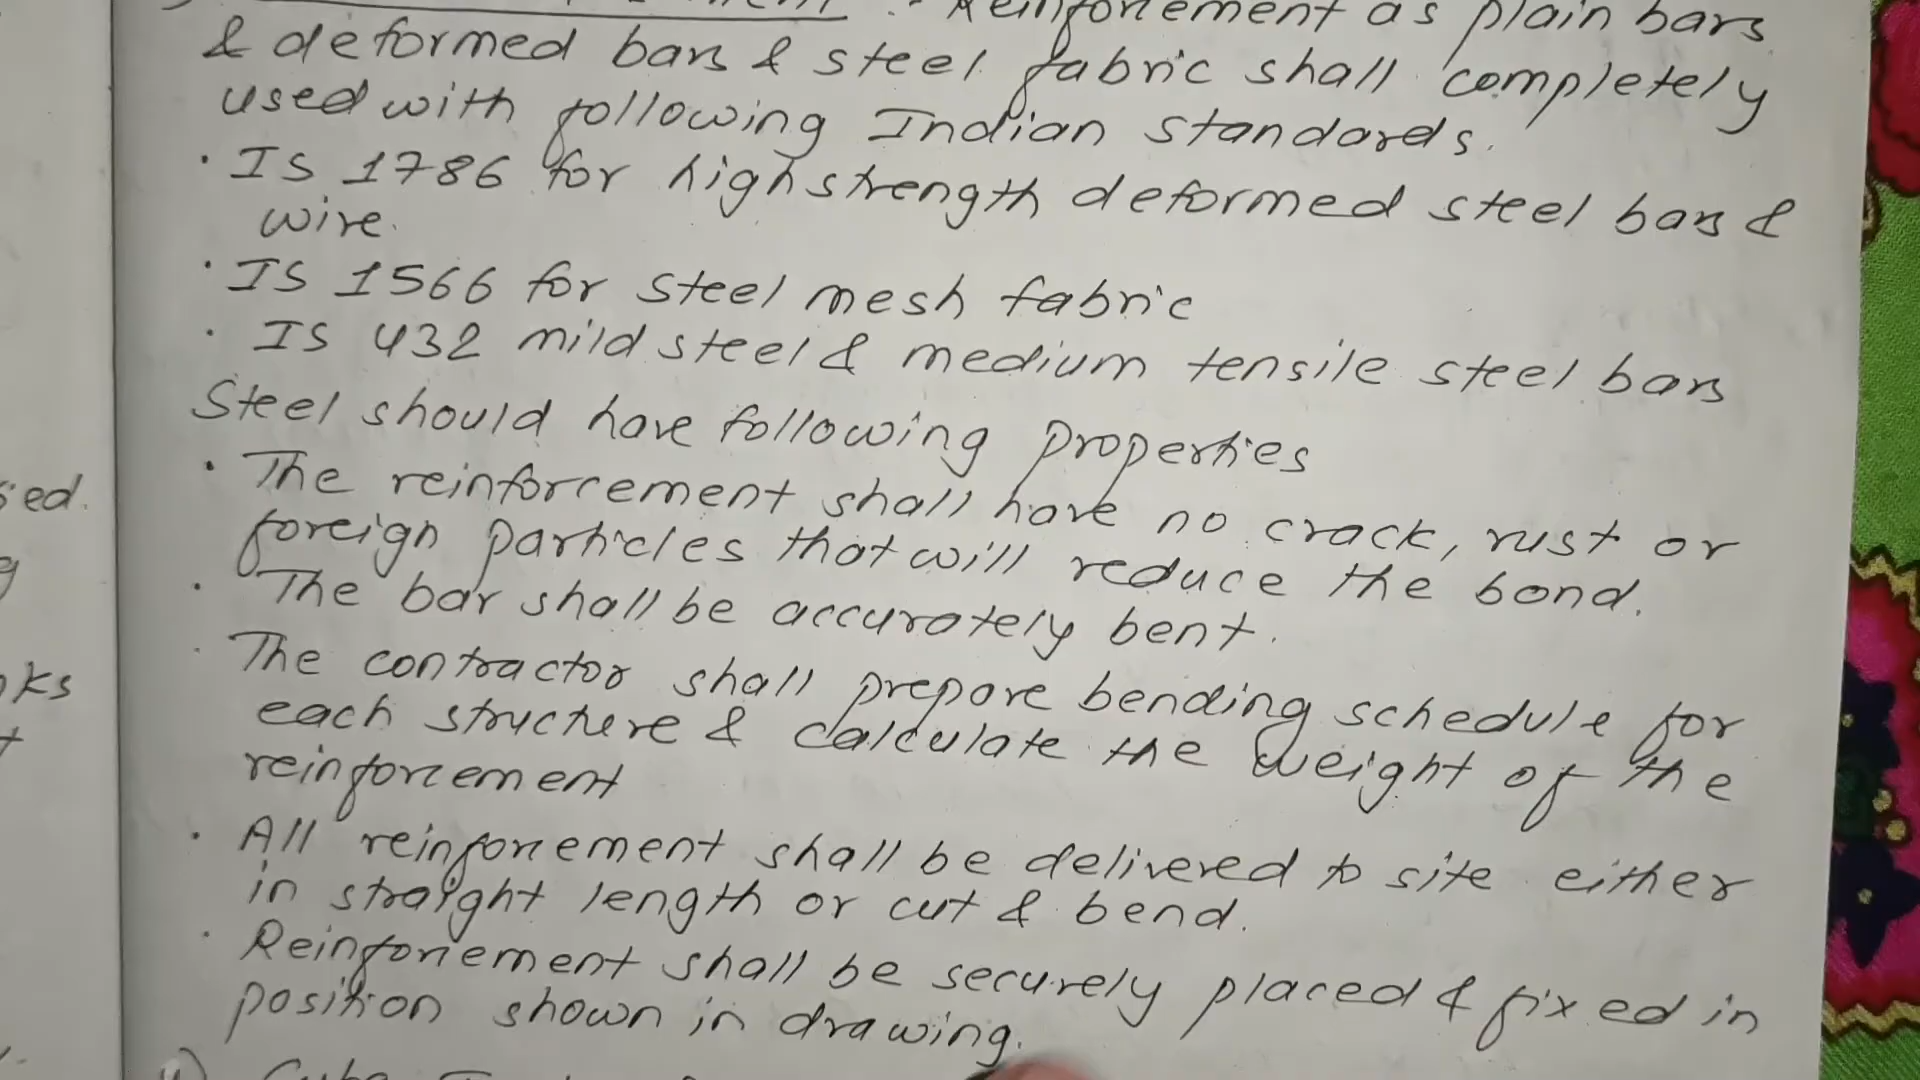 Reinforcement as plain bars
& deformed bars & steel fabric shall completely
used with following Indian standards.
· IS 1786 for high strength deformed steel bars &
wire.
· IS 1566 for steel mesh fabric
· IS 432 mild steel & medium tensile steel bars
Steel should have following properties
· The reinforcement shall have no crack, rust or
foreign particles that will reduce the bond.
· The bar shall be accurately bent.
· The contractor shall prepare bending schedule for
each structure & calculate the weight of the
reinforcement
· All reinforcement shall be delivered to site either
in straight length or cut & bend.
· Reinforcement shall be securely placed & fixed in
position shown in drawing.